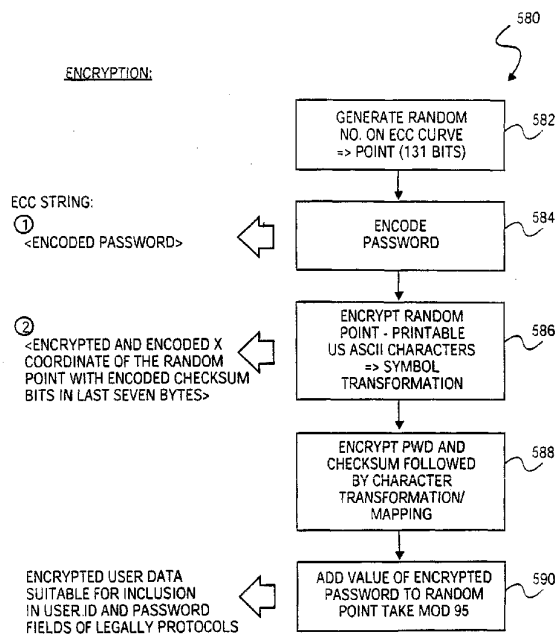 580
ENCRYPTION:
GENERATE RANDOM
NO. ON ECC CURVE
=> POINT (131 BITS)
582
ECC STRING:
1
<ENCODED PASSWORD>
ENCODE
PASSWORD
584
2
<ENCRYPTED AND ENCODED X
COORDINATE OF THE RANDOM
POINT WITH ENCODED CHECKSUM
BITS IN LAST SEVEN BYTES>
ENCRYPT RANDOM
POINT - PRINTABLE
US ASCII CHARACTERS
=> SYMBOL
TRANSFORMATION
586
ENCRYPT PWD AND
CHECKSUM FOLLOWED
BY CHARACTER
TRANSFORMATION/
MAPPING
588
ENCRYPTED USER DATA
SUITABLE FOR INCLUSION
IN USER.ID AND PASSWORD
FIELDS OF LEGALLY PROTOCOLS
ADD VALUE OF ENCRYPTED
PASSWORD TO RANDOM
POINT TAKE MOD 95
590